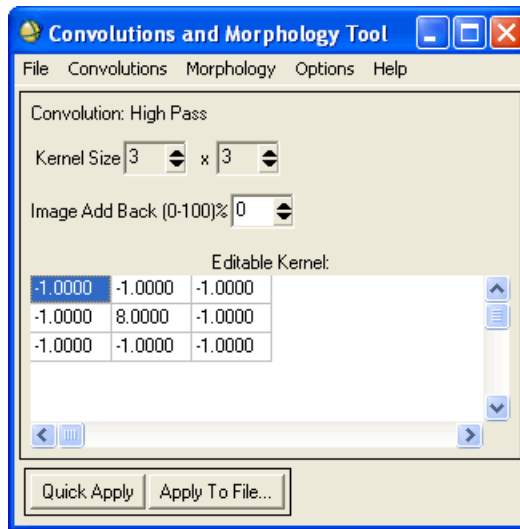 Convolutions and Morphology Tool
File Convolutions Morphology Options Help
Convolution: High Pass
Kernel Size 3 x 3
Image Add Back (0-100)% 0
Editable Kernel:
-1.0000 -1.0000 -1.0000
-1.0000 8.0000 -1.0000
-1.0000 -1.0000 -1.0000
Quick Apply Apply To File...